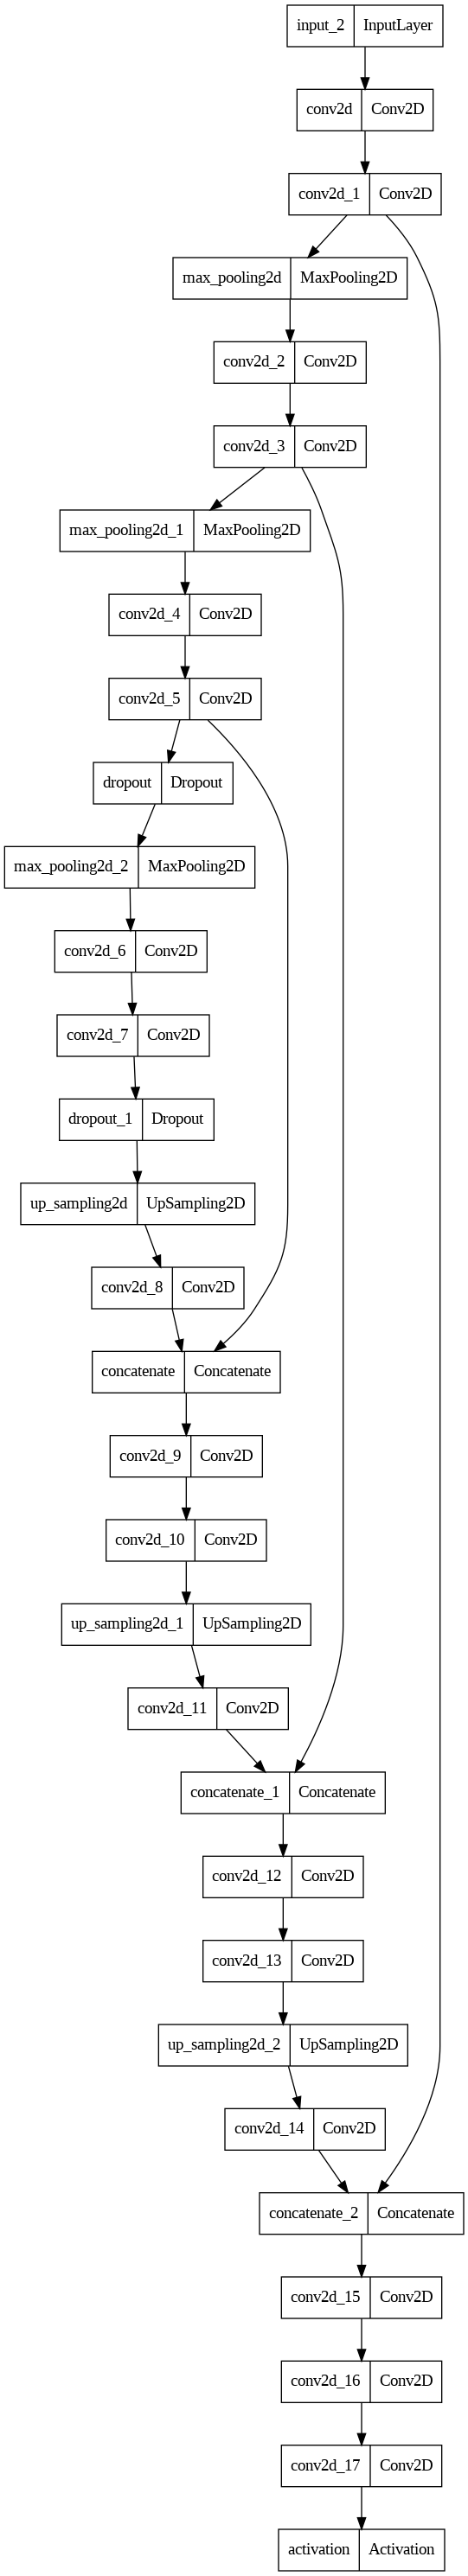 input_2 InputLayer
conv2d Conv2D
conv2d_1 Conv2D
max_pooling2d MaxPooling2D
conv2d_2 Conv2D
conv2d_3 Conv2D
max_pooling2d_1 MaxPooling2D
conv2d_4 Conv2D
conv2d_5 Conv2D
dropout Dropout
max_pooling2d_2 MaxPooling2D
conv2d_6 Conv2D
conv2d_7 Conv2D
dropout_1 Dropout
up_sampling2d UpSampling2D
conv2d_8 Conv2D
concatenate Concatenate
conv2d_9 Conv2D
conv2d_10 Conv2D
up_sampling2d_1 UpSampling2D
conv2d_11 Conv2D
concatenate_1 Concatenate
conv2d_12 Conv2D
conv2d_13 Conv2D
up_sampling2d_2 UpSampling2D
conv2d_14 Conv2D
concatenate_2 Concatenate
conv2d_15 Conv2D
conv2d_16 Conv2D
conv2d_17 Conv2D
activation Activation